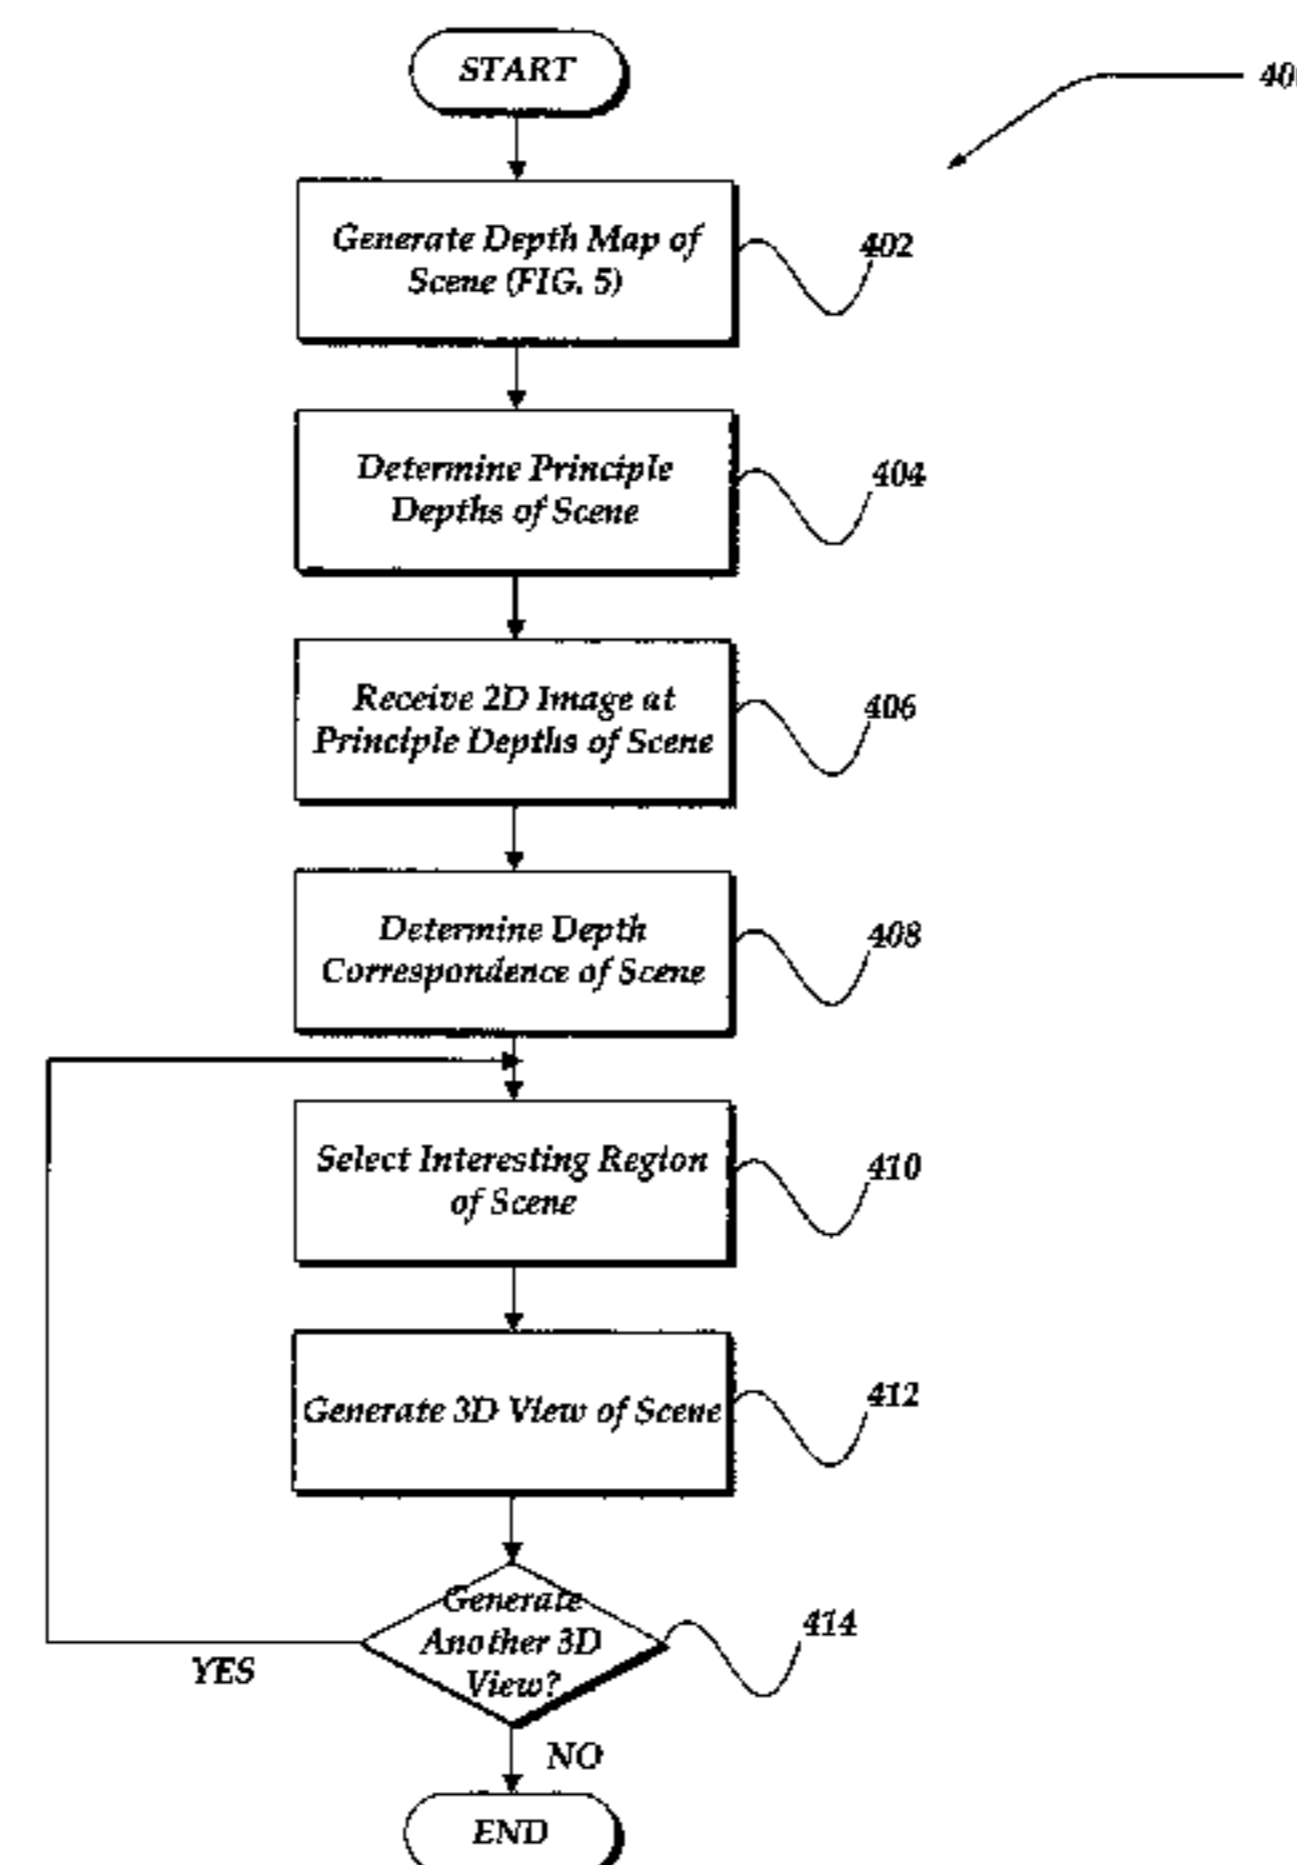 START
Generate Depth Map of
Scene (FIG. 5)
402
Determine Principle
Depths of Scene
404
Receive 2D Image at
Principle Depths of Scene
406
Determine Depth
Correspondence of Scene
408
Select Interesting Region
of Scene
410
Generate 3D View of Scene
412
Generate
Another 3D
View?
414
YES
NO
END